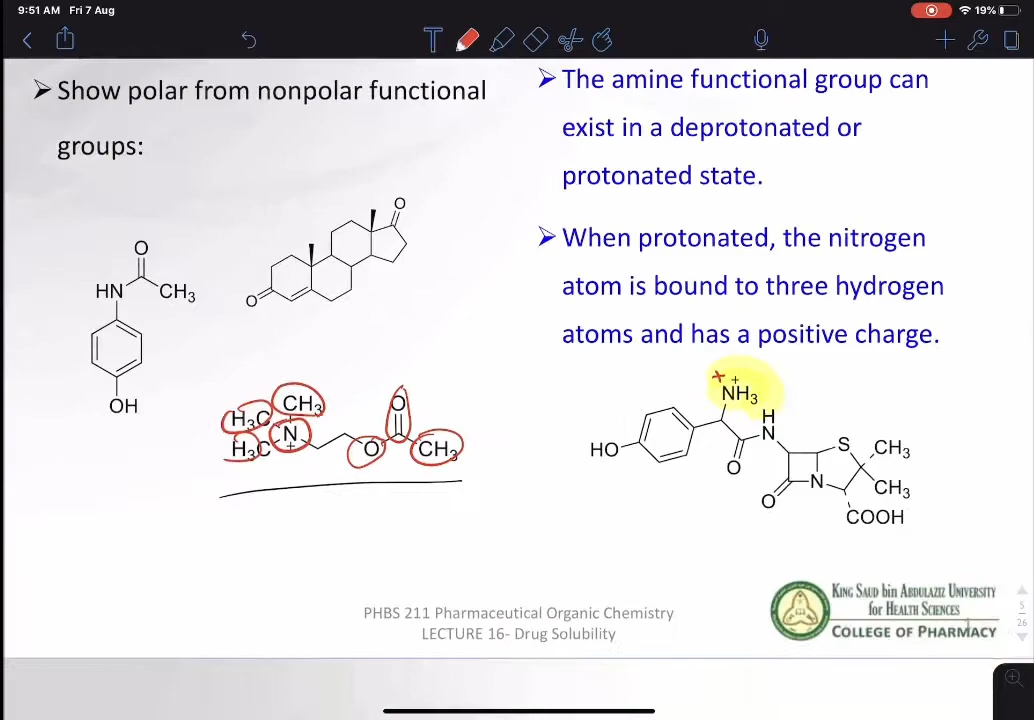 9:51 AM Fri 7 Aug
19%
Show polar from nonpolar functional
groups:
O
HN
CH3
OH
O
O
CH3
H3C
H3C
N
+
O
O
CH3
The amine functional group can
exist in a deprotonated or
protonated state.
When protonated, the nitrogen
atom is bound to three hydrogen
atoms and has a positive charge.
+
NH3
H
N
HO
O
S
CH3
N
CH3
O
COOH
PHBS 211 Pharmaceutical Organic Chemistry
LECTURE 16- Drug Solubility
KING SAUD bin ABDULAZIZ UNIVERSITY
for HEALTH SCIENCES
COLLEGE OF PHARMACY
5
26